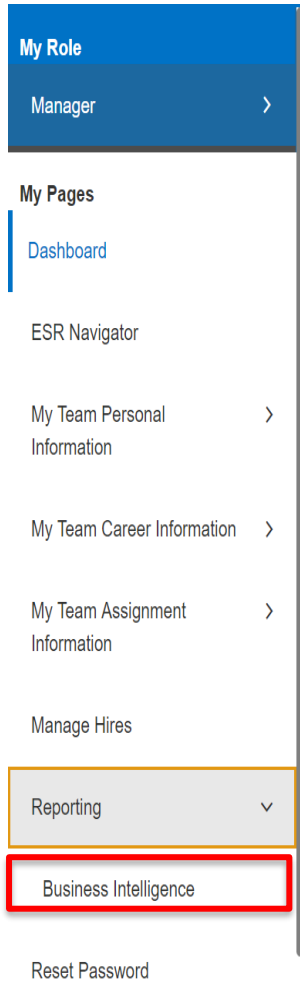 My Role
Manager
My Pages
Dashboard
ESR Navigator
My Team Personal
Information
My Team Career Information
My Team Assignment
Information
Manage Hires
Reporting
Business Intelligence
Reset Password